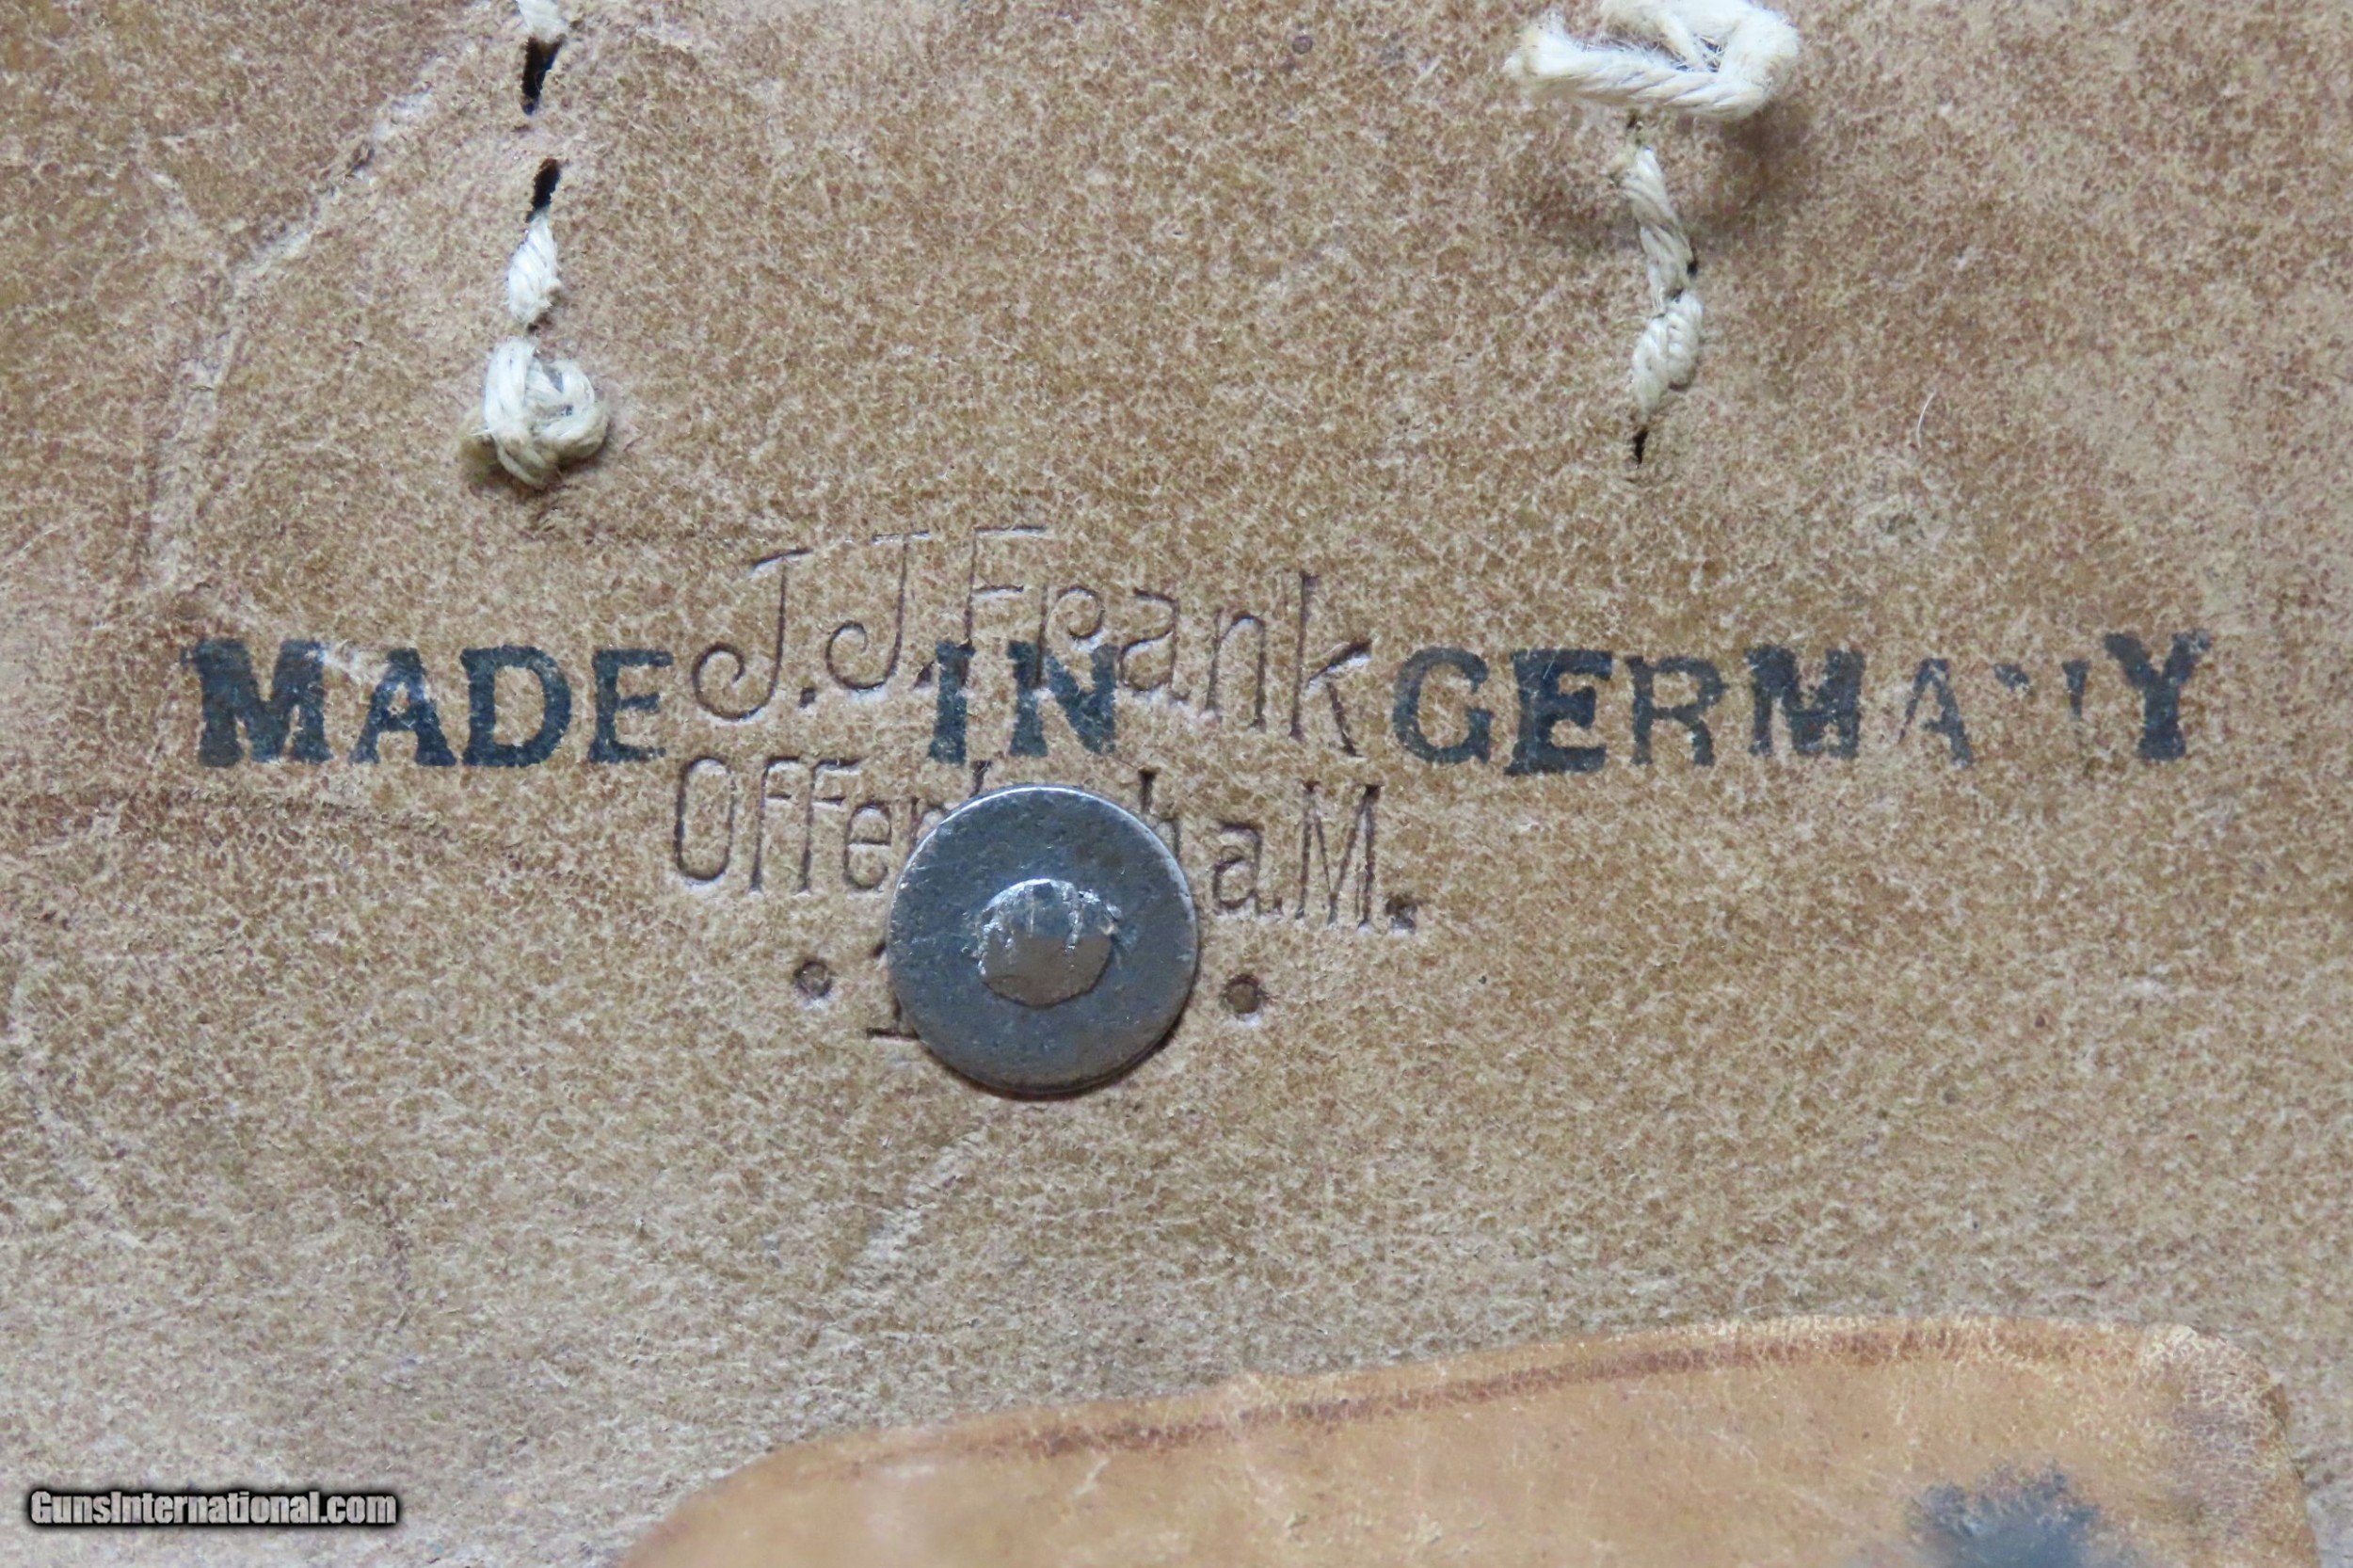 J.J.Frank
MADE IN GERMANY
a.M.
GunsInternational.com